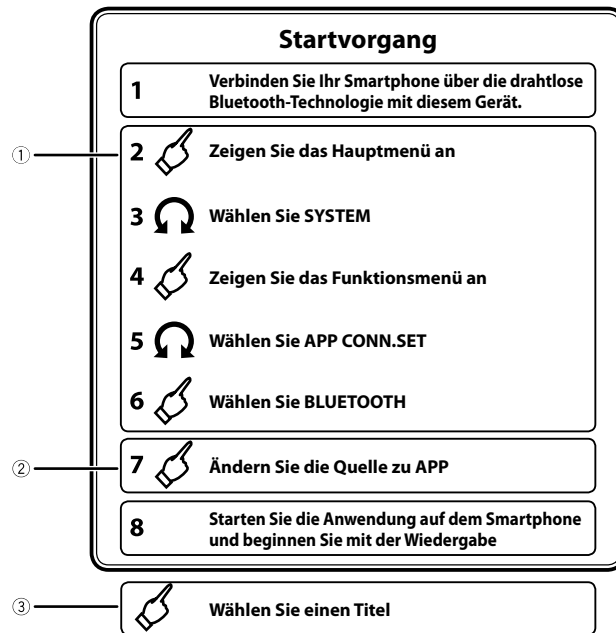 Startvorgang
1 Verbinden Sie Ihr Smartphone über die drahtlose
Bluetooth-Technologie mit diesem Gerät.
① 2 Zeigen Sie das Hauptmenü an
3 Wählen Sie SYSTEM
4 Zeigen Sie das Funktionsmenü an
5 Wählen Sie APP CONN.SET
6 Wählen Sie BLUETOOTH
② 7 Ändern Sie die Quelle zu APP
8 Starten Sie die Anwendung auf dem Smartphone
und beginnen Sie mit der Wiedergabe
③ Wählen Sie einen Titel